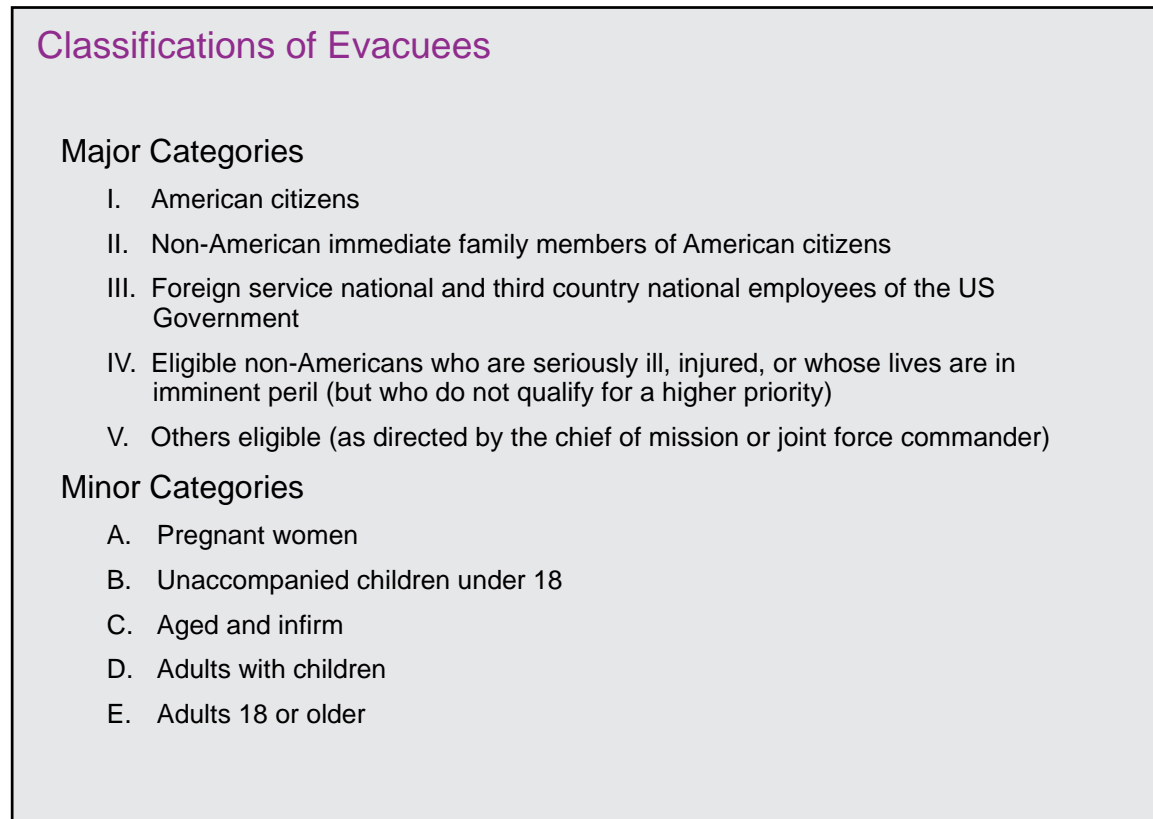 Classifications of Evacuees
Major Categories
I. American citizens
II. Non-American immediate family members of American citizens
III. Foreign service national and third country national employees of the US
Government
IV. Eligible non-Americans who are seriously ill, injured, or whose lives are in
imminent peril (but who do not qualify for a higher priority)
V. Others eligible (as directed by the chief of mission or joint force commander)
Minor Categories
A. Pregnant women
B. Unaccompanied children under 18
C. Aged and infirm
D. Adults with children
E. Adults 18 or older